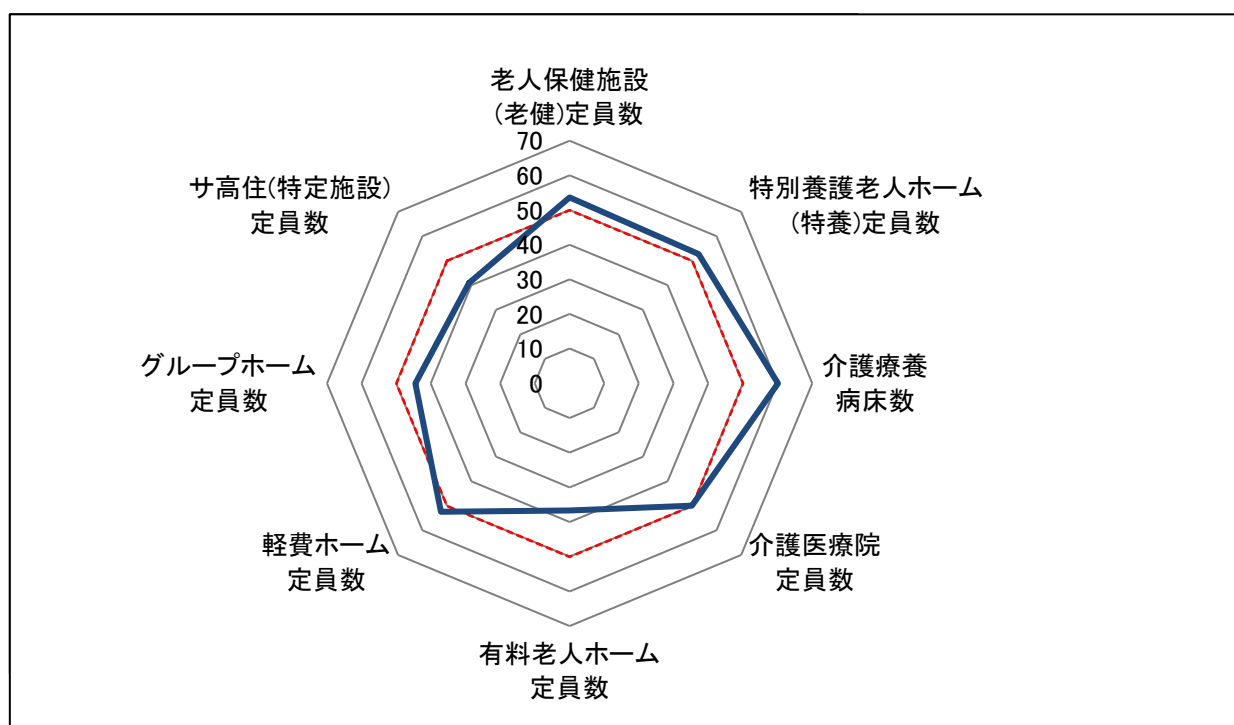 老人保健施設
(老健)定員数
特別養護老人ホーム
(特養)定員数
介護療養
病床数
介護医療院
定員数
有料老人ホーム
定員数
軽費ホーム
定員数
グループホーム
定員数
サ高住(特定施設)
定員数
70
60
50
40
30
20
10
0